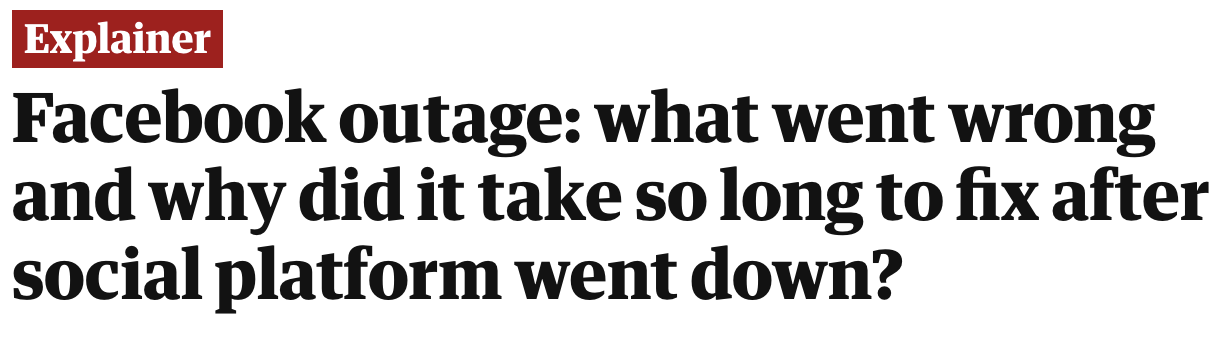 Explainer
Facebook outage: what went wrong
and why did it take so long to fix after
social platform went down?